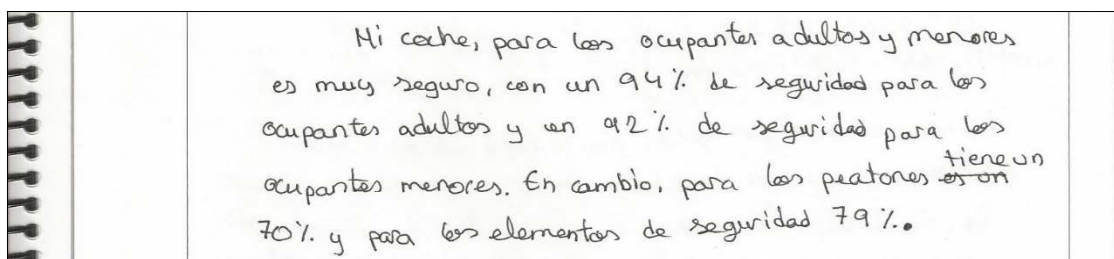 Mi coche, para los ocupantes adultos y menores
es muy seguro, con un 94% de seguridad para los
ocupantes adultos y un 92% de seguridad para los
ocupantes menores. En cambio, para los peatones es un tiene un
70% y para los elementos de seguridad 79%.